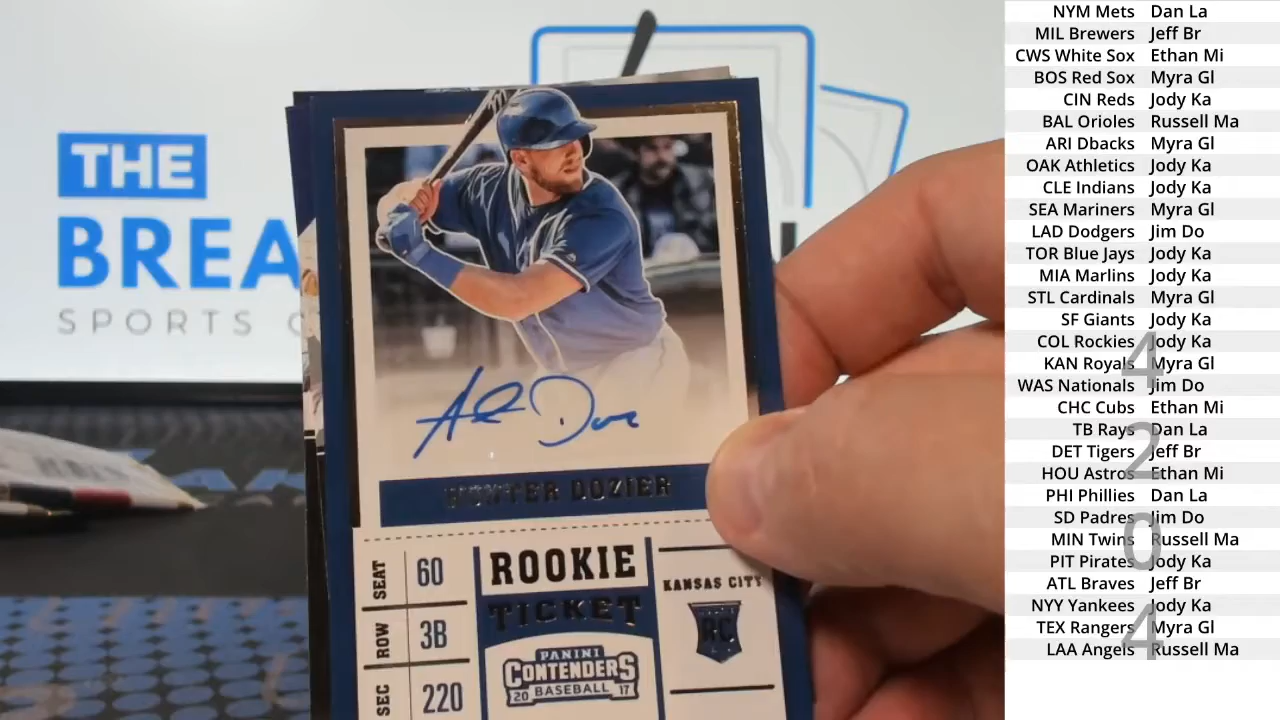 THE
BREA
SPORTS C
HUNTER DOZIER
SEAT 60
ROW 3B
SEC 220
ROOKIE
TICKET
PANINI
CONTENDERS
20 BASEBALL 17
KANSAS CITY
RC
NYM Mets Dan La
MIL Brewers Jeff Br
CWS White Sox Ethan Mi
BOS Red Sox Myra Gl
CIN Reds Jody Ka
BAL Orioles Russell Ma
ARI Dbacks Myra Gl
OAK Athletics Jody Ka
CLE Indians Jody Ka
SEA Mariners Myra Gl
LAD Dodgers Jim Do
TOR Blue Jays Jody Ka
MIA Marlins Jody Ka
STL Cardinals Myra Gl
SF Giants Jody Ka
COL Rockies Jody Ka
KAN Royals Myra Gl
WAS Nationals Jim Do
CHC Cubs Ethan Mi
TB Rays Dan La
DET Tigers Jeff Br
HOU Astros Ethan Mi
PHI Phillies Dan La
SD Padres Jim Do
MIN Twins Russell Ma
PIT Pirates Jody Ka
ATL Braves Jeff Br
NYY Yankees Jody Ka
TEX Rangers Myra Gl
LAA Angels Russell Ma
4
2
0
4